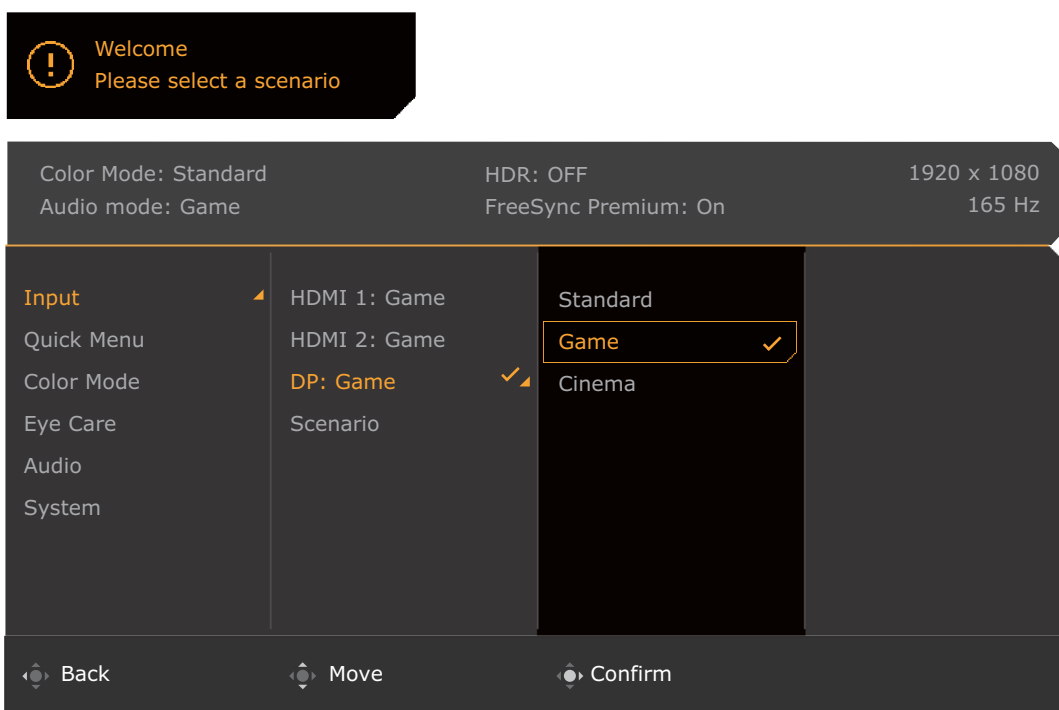 Welcome
Please select a scenario
Color Mode: Standard
HDR: OFF
1920 x 1080
Audio mode: Game
FreeSync Premium: On
165 Hz
Input
Quick Menu
Color Mode
Eye Care
Audio
System
HDMI 1: Game
HDMI 2: Game
DP: Game
Scenario
Standard
Game
Cinema
Back
Move
Confirm